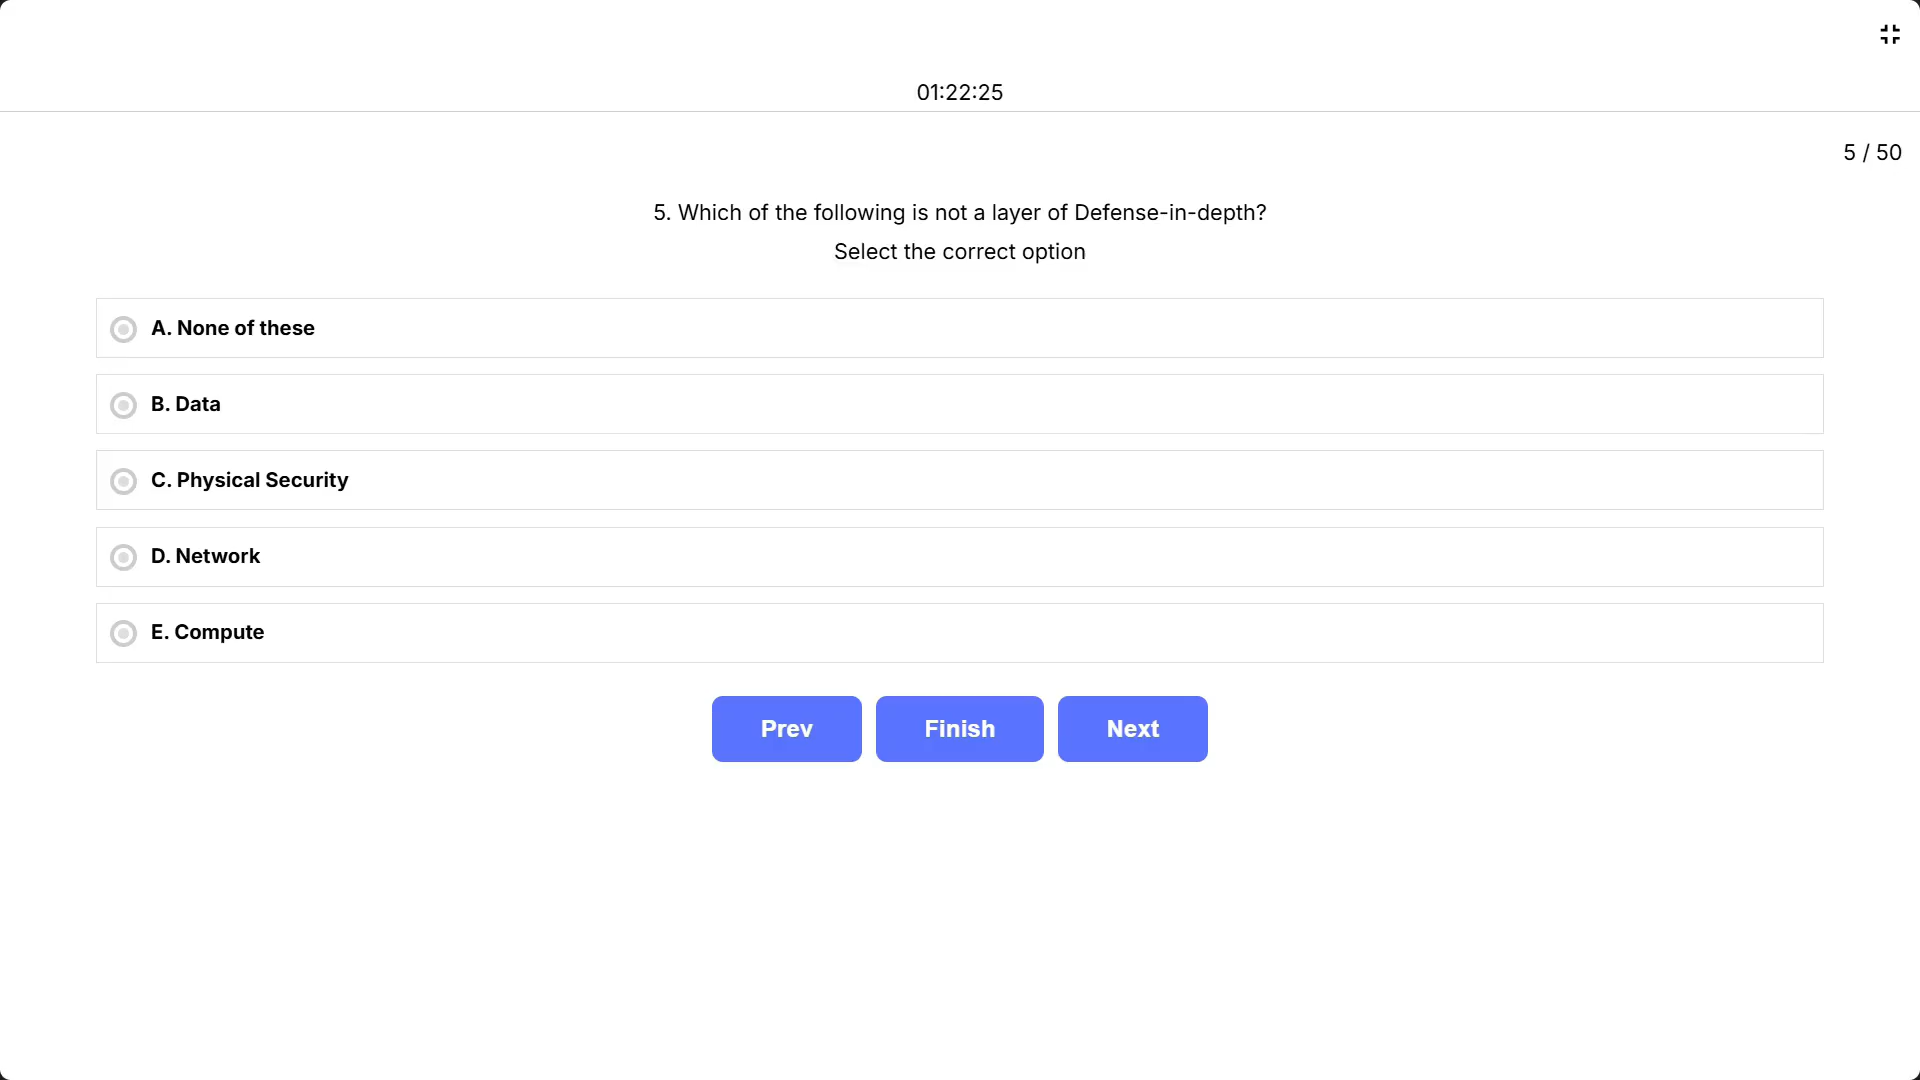 01:22:25
5 / 50
5. Which of the following is not a layer of Defense-in-depth?
Select the correct option
A. None of these
B. Data
C. Physical Security
D. Network
E. Compute
Prev
Finish
Next